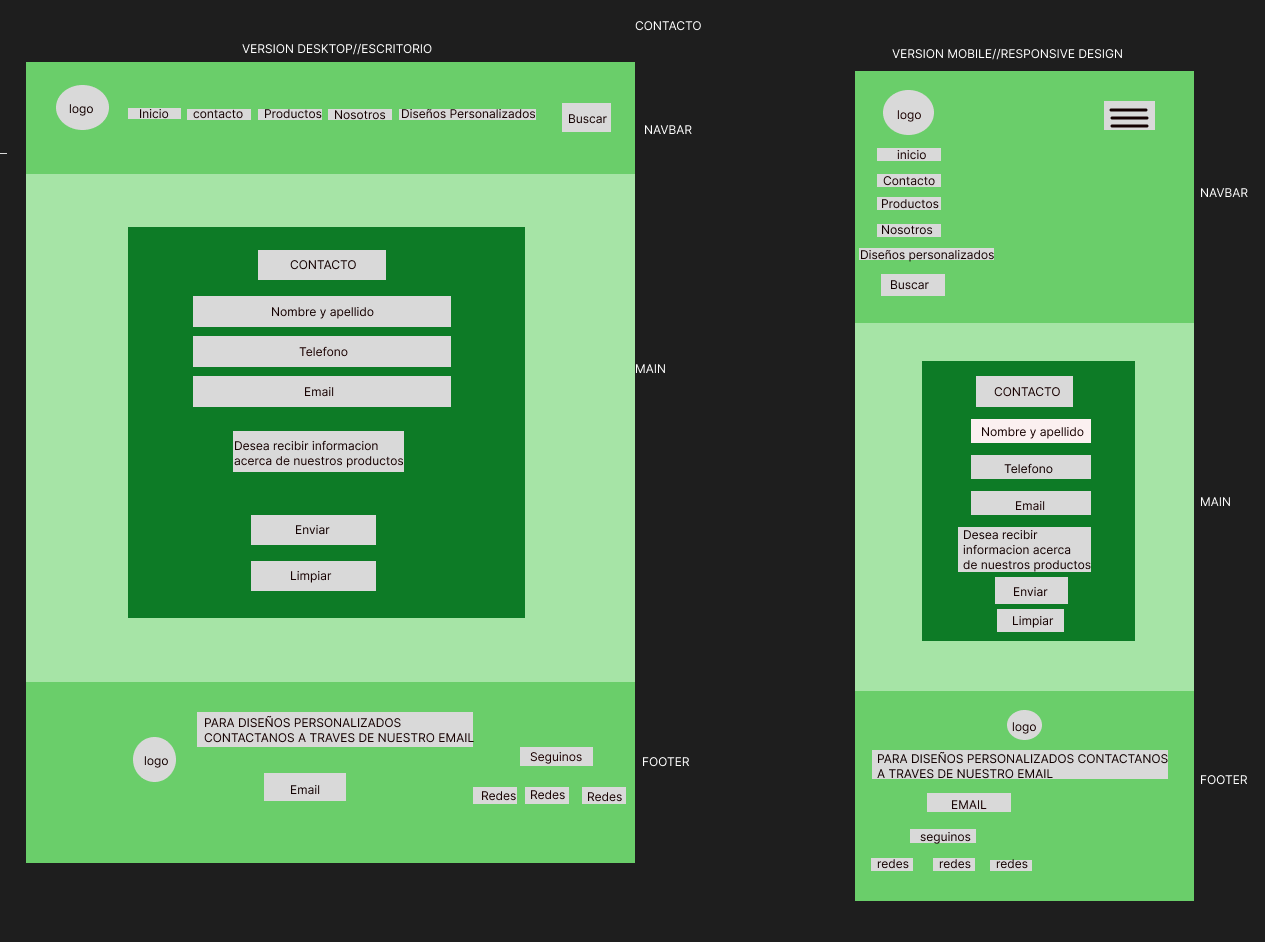 CONTACTO
VERSION DESKTOP//ESCRITORIO
logo
Inicio
contacto
Productos
Nosotros
Diseños Personalizados
Buscar
NAVBAR
CONTACTO
Nombre y apellido
Telefono
Email
Desea recibir informacion
acerca de nuestros productos
Enviar
Limpiar
MAIN
logo
PARA DISEÑOS PERSONALIZADOS
CONTACTANOS A TRAVES DE NUESTRO EMAIL
Email
Seguinos
Redes
Redes
Redes
FOOTER
VERSION MOBILE//RESPONSIVE DESIGN
logo
inicio
Contacto
Productos
Nosotros
Diseños personalizados
Buscar
NAVBAR
CONTACTO
Nombre y apellido
Telefono
Email
Desea recibir
informacion acerca
de nuestros productos
Enviar
Limpiar
MAIN
logo
PARA DISEÑOS PERSONALIZADOS CONTACTANOS
A TRAVES DE NUESTRO EMAIL
EMAIL
seguinos
redes
redes
redes
FOOTER